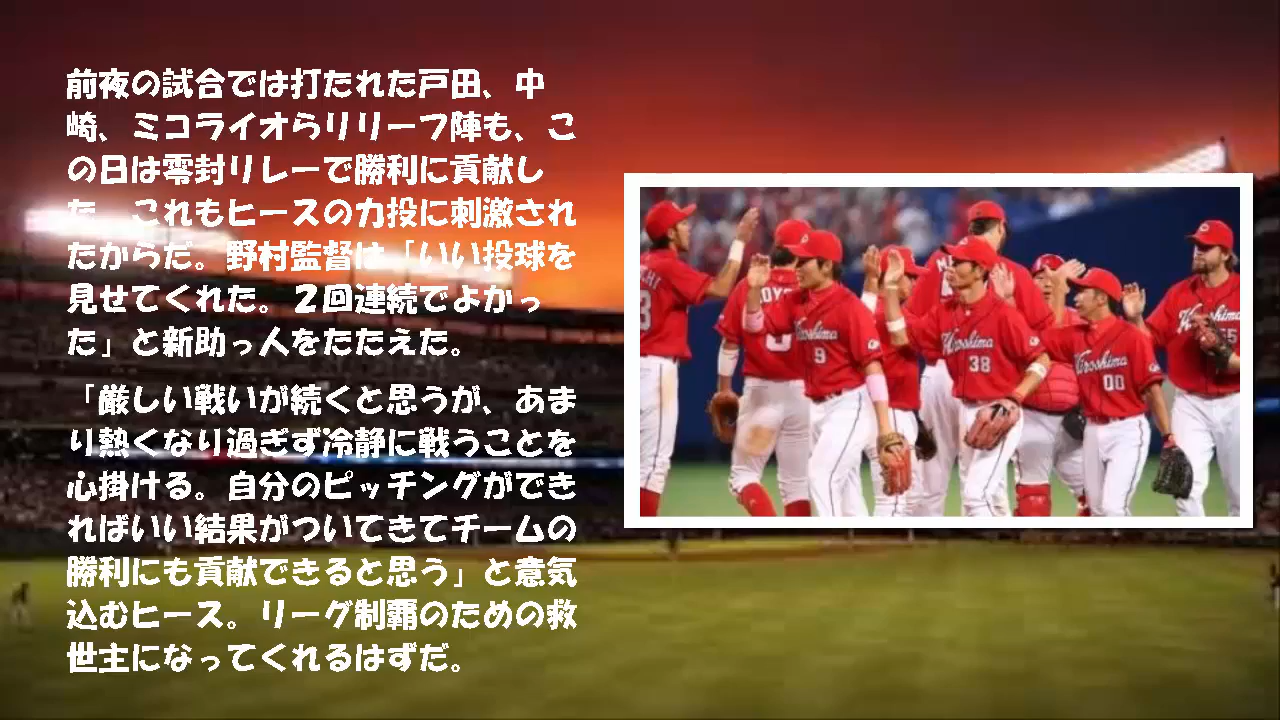 前夜の試合では打たれた戸田、中
崎、ミコライオらリリーフ陣も、こ
の日は零封リレーで勝利に貢献し
た。これもヒースの力投に刺激され
たからだ。野村監督は「いい投球を
見せてくれた。２回連続でよかっ
た」と新助っ人をたたえた。
「厳しい戦いが続くと思うが、あま
り熱くなり過ぎず冷静に戦うことを
心掛ける。自分のピッチングができ
ればいい結果がついてきてチームの
勝利にも貢献できると思う」と意気
込むヒース。リーグ制覇のための救
世主になってくれるはずだ。
Hiroshima
9
Hiroshima
38
Hiroshima
00
55